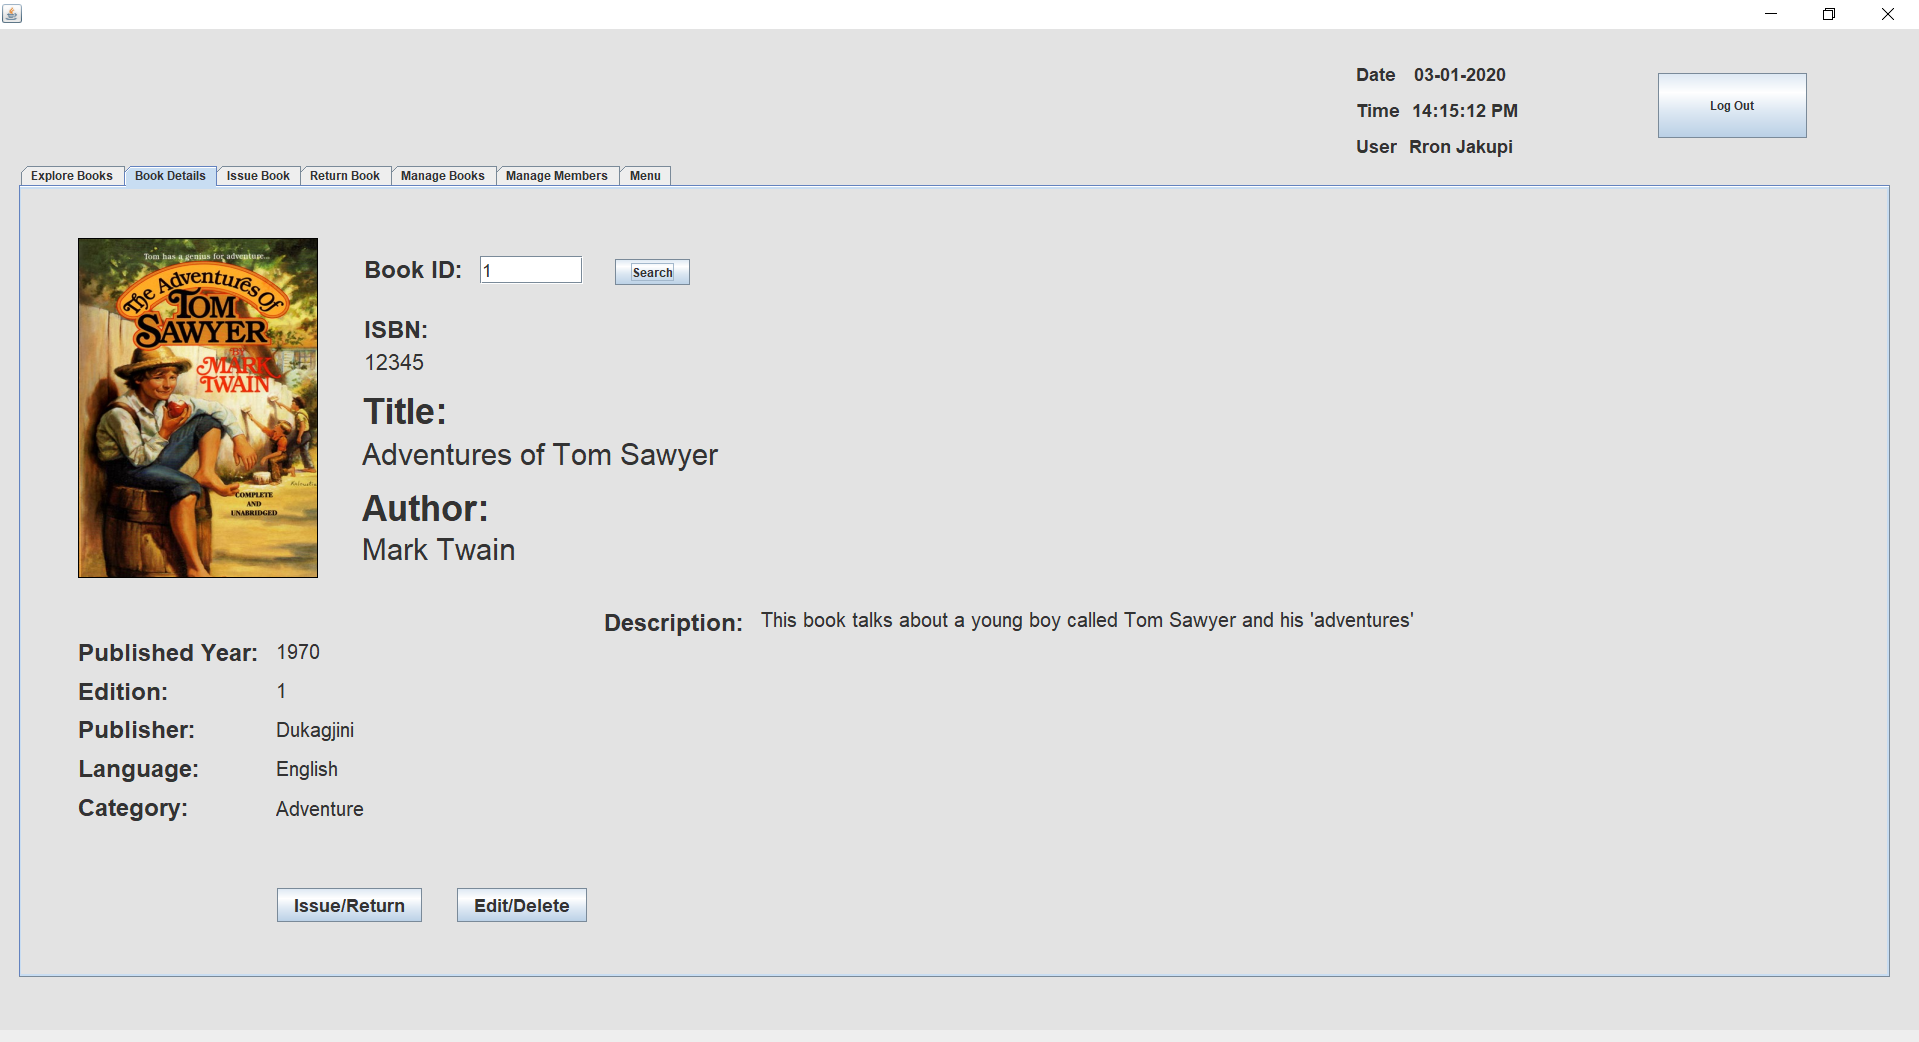 Date 03-01-2020
Time 14:15:12 PM
Log Out
User Rron Jakupi
Explore Books Book Details Issue Book Return Book Manage Books Manage Members Menu
Tom has a genius for adventure...
The Adventures Of
TOM
SAWYER
BY
MARK
TWAIN
COMPLETE
AND
UNABRIDGED
Book ID: 1 Search
ISBN:
12345
Title:
Adventures of Tom Sawyer
Author:
Mark Twain
Description: This book talks about a young boy called Tom Sawyer and his 'adventures'
Published Year: 1970
Edition: 1
Publisher: Dukagjini
Language: English
Category: Adventure
Issue/Return Edit/Delete